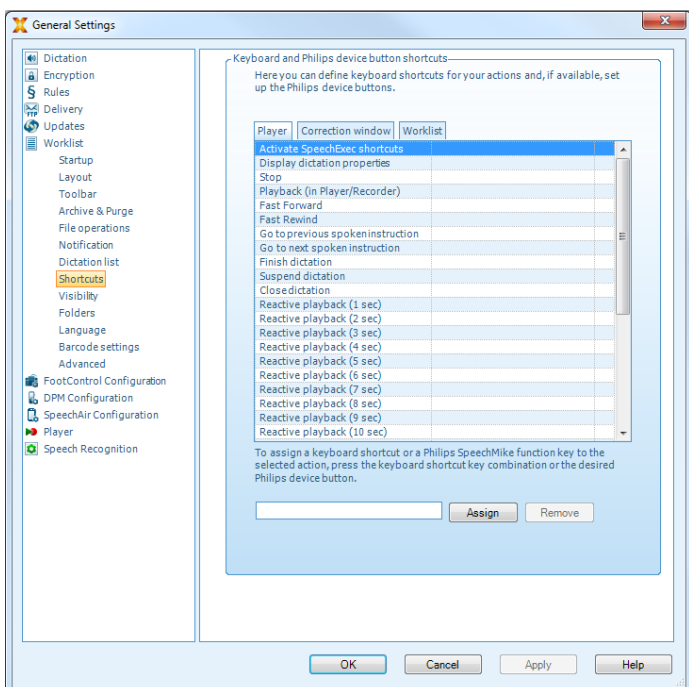 General Settings
Dictation
Encryption
Rules
Delivery
Updates
Worklist
Startup
Layout
Toolbar
Archive & Purge
File operations
Notification
Dictation list
Shortcuts
Visibility
Folders
Language
Barcode settings
Advanced
FootControl Configuration
DPM Configuration
SpeechAir Configuration
Player
Speech Recognition
Keyboard and Philips device button shortcuts
Here you can define keyboard shortcuts for your actions and, if available, set
up the Philips device buttons.
Player Correction window Worklist
Activate SpeechExec shortcuts
Display dictation properties
Stop
Playback (in Player/Recorder)
Fast Forward
Fast Rewind
Go to previous spoken instruction
Go to next spoken instruction
Finish dictation
Suspend dictation
Close dictation
Reactive playback (1 sec)
Reactive playback (2 sec)
Reactive playback (3 sec)
Reactive playback (4 sec)
Reactive playback (5 sec)
Reactive playback (6 sec)
Reactive playback (7 sec)
Reactive playback (8 sec)
Reactive playback (9 sec)
Reactive playback (10 sec)
To assign a keyboard shortcut or a Philips SpeechMike function key to the
selected action, press the keyboard shortcut key combination or the desired
Philips device button.
Assign Remove
OK Cancel Apply Help